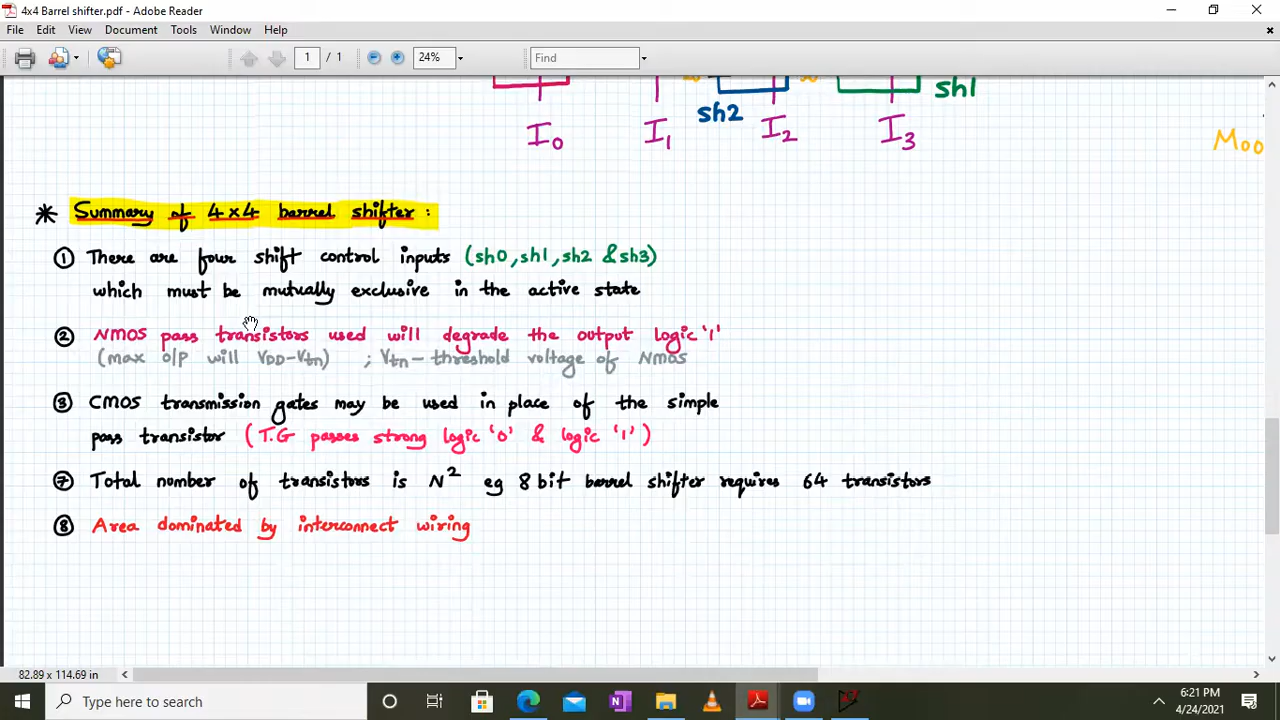 4x4 Barrel shifter.pdf - Adobe Reader
File Edit View Document Tools Window Help
1 / 1 24% Find
sh2 sh1
I0 I1 I2 I3
M00
* Summary of 4x4 barrel shifter :
① There are four shift control inputs (sh0, sh1, sh2 & sh3)
which must be mutually exclusive in the active state
② NMOS pass transistors used will degrade the output logic '1'
(max o/p will VDD-Vtn) ; Vtn - threshold voltage of NMOS
③ CMOS transmission gates may be used in place of the simple
pass transistor (T.G passes strong logic '0' & logic '1')
⑦ Total number of transistors is N² eg 8 bit barrel shifter requires 64 transistors
⑧ Area dominated by interconnect wiring
82.89 x 114.69 in
Type here to search
6:21 PM
4/24/2021